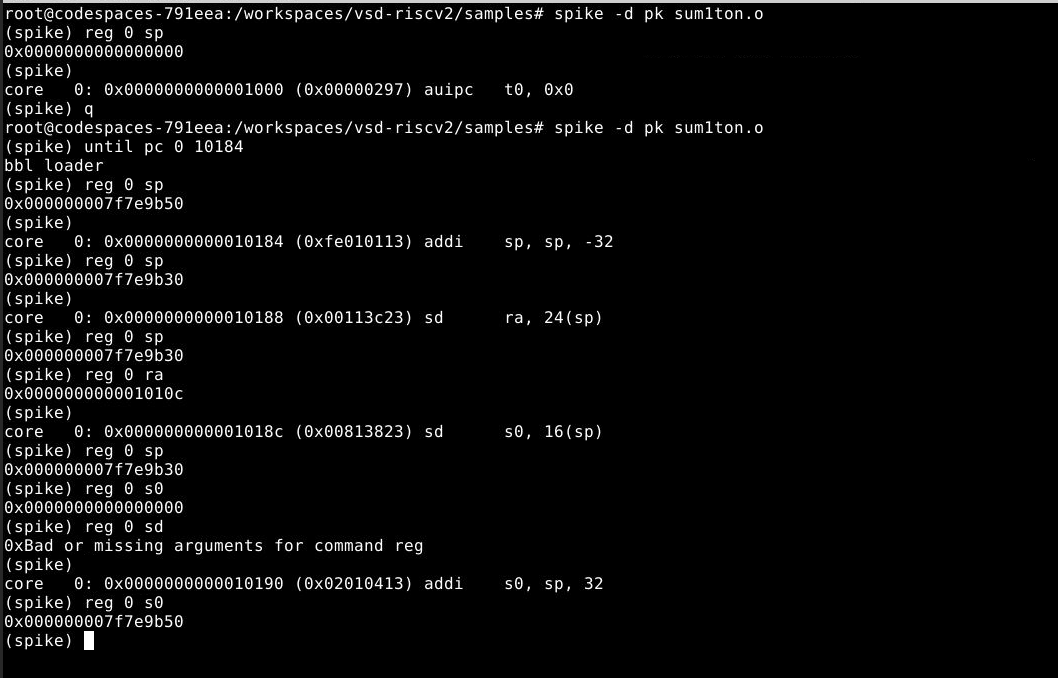 root@codespaces-791eea:/workspaces/vsd-riscv2/samples# spike -d pk sum1ton.o
(spike) reg 0 sp
0x0000000000000000
(spike)
core   0: 0x0000000000001000 (0x00000297) auipc   t0, 0x0
(spike) q
root@codespaces-791eea:/workspaces/vsd-riscv2/samples# spike -d pk sum1ton.o
(spike) until pc 0 10184
bbl loader
(spike) reg 0 sp
0x000000007f7e9b50
(spike)
core   0: 0x0000000000010184 (0xfe010113) addi    sp, sp, -32
(spike) reg 0 sp
0x000000007f7e9b30
(spike)
core   0: 0x0000000000010188 (0x00113c23) sd      ra, 24(sp)
(spike) reg 0 sp
0x000000007f7e9b30
(spike) reg 0 ra
0x000000000001010c
(spike)
core   0: 0x000000000001018c (0x00813823) sd      s0, 16(sp)
(spike) reg 0 sp
0x000000007f7e9b30
(spike) reg 0 s0
0x0000000000000000
(spike) reg 0 sd
0xBad or missing arguments for command reg
(spike)
core   0: 0x0000000000010190 (0x02010413) addi    s0, sp, 32
(spike) reg 0 s0
0x000000007f7e9b50
(spike)